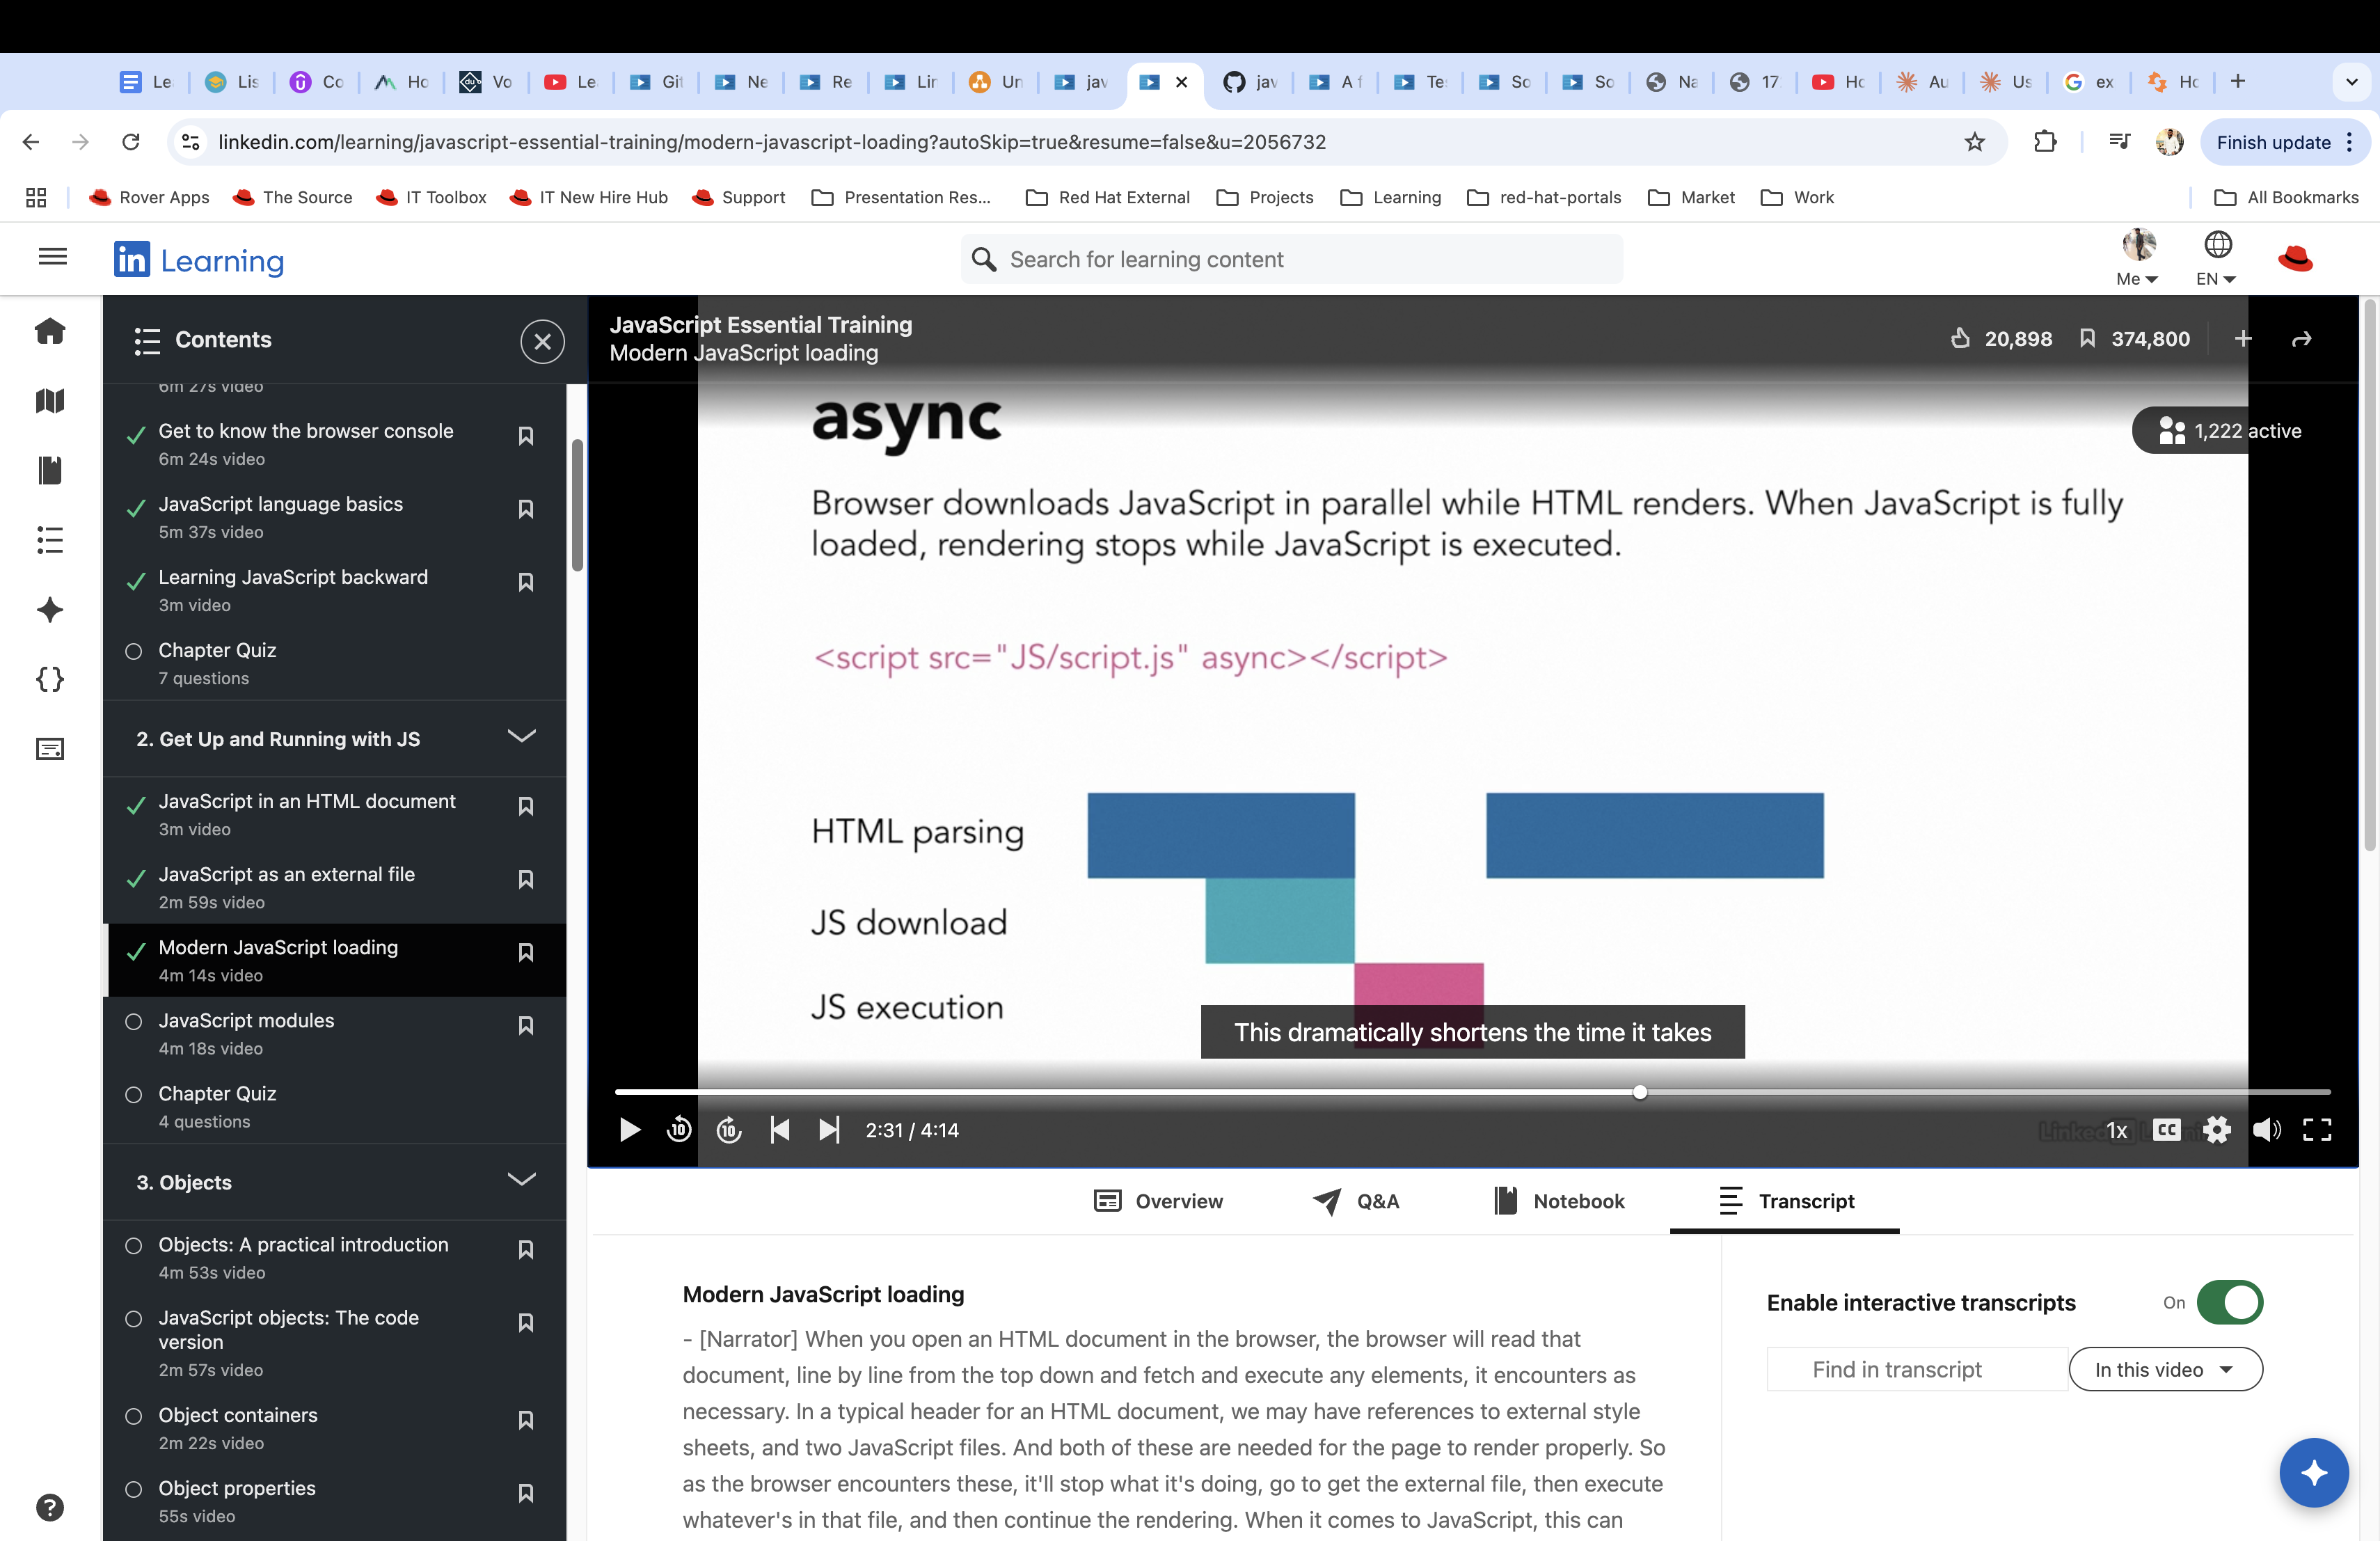 Le
Lis
Co
Ho
Vo
Le
Git
Ne
Re
Lir
Un
jav
jav
A f
Te
So
So
Na
17
Ho
Au
Us
ex
Ho
linkedin.com/learning/javascript-essential-training/modern-javascript-loading?autoSkip=true&resume=false&u=2056732
Finish update
Rover Apps
The Source
IT Toolbox
IT New Hire Hub
Support
Presentation Res...
Red Hat External
Projects
Learning
red-hat-portals
Market
Work
All Bookmarks
in Learning
Search for learning content
Me
EN
Contents
6m 27s video
Get to know the browser console
6m 24s video
JavaScript language basics
5m 37s video
Learning JavaScript backward
3m video
Chapter Quiz
7 questions
2. Get Up and Running with JS
JavaScript in an HTML document
3m video
JavaScript as an external file
2m 59s video
Modern JavaScript loading
4m 14s video
JavaScript modules
4m 18s video
Chapter Quiz
4 questions
3. Objects
Objects: A practical introduction
4m 53s video
JavaScript objects: The code
version
2m 57s video
Object containers
2m 22s video
Object properties
55s video
JavaScript Essential Training
Modern JavaScript loading
20,898
374,800
1,222 active
async
Browser downloads JavaScript in parallel while HTML renders. When JavaScript is fully
loaded, rendering stops while JavaScript is executed.
<script src="JS/script.js" async></script>
HTML parsing
JS download
JS execution
This dramatically shortens the time it takes
10
10
2:31 / 4:14
1x
CC
Overview
Q&A
Notebook
Transcript
Modern JavaScript loading
- [Narrator] When you open an HTML document in the browser, the browser will read that
document, line by line from the top down and fetch and execute any elements, it encounters as
necessary. In a typical header for an HTML document, we may have references to external style
sheets, and two JavaScript files. And both of these are needed for the page to render properly. So
as the browser encounters these, it'll stop what it's doing, go to get the external file, then execute
whatever's in that file, and then continue the rendering. When it comes to JavaScript, this can
Enable interactive transcripts
On
Find in transcript
In this video